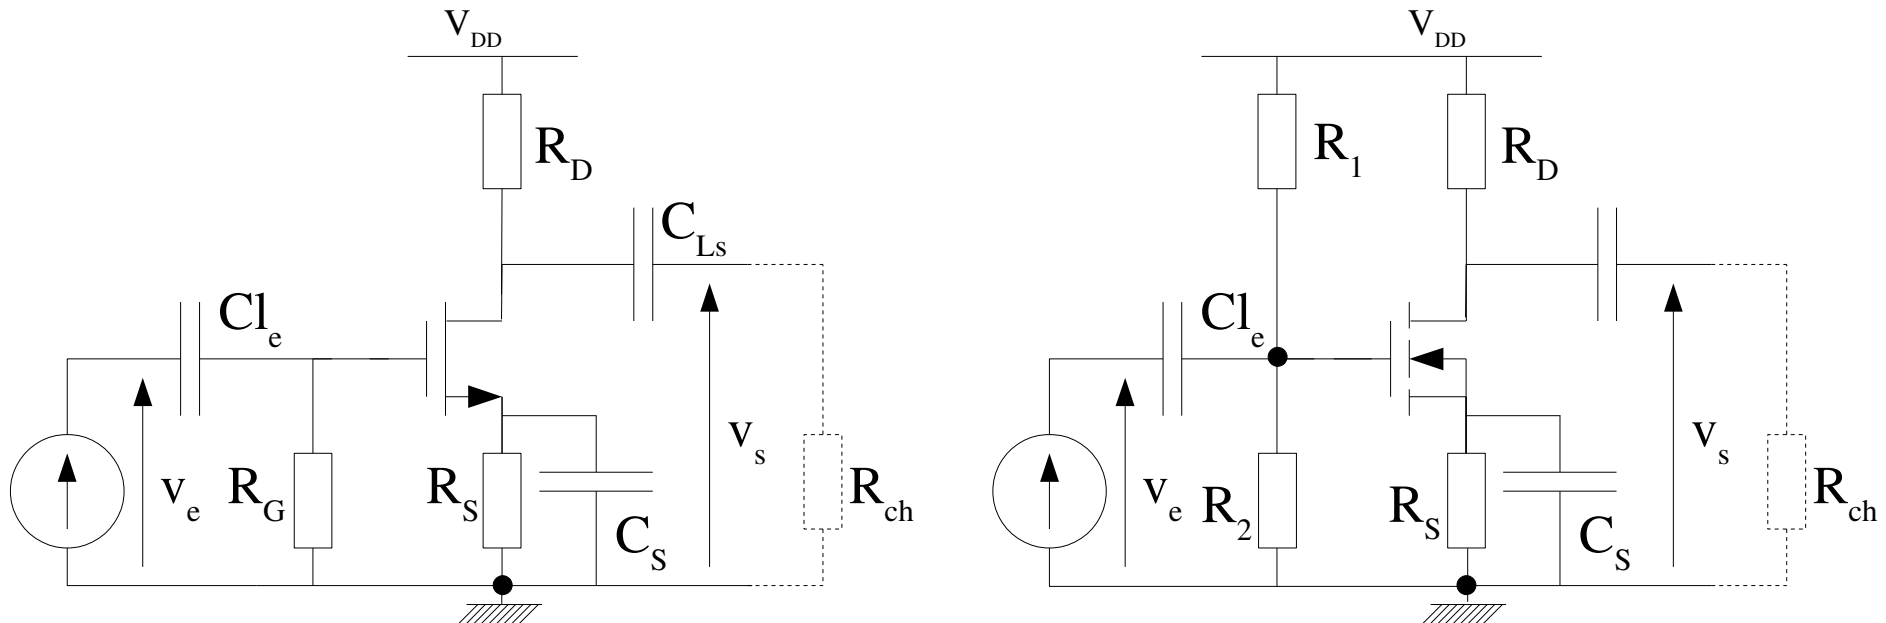 V_DD
R_D
C_Ls
Cl_e
v_e
R_G
R_S
C_S
v_s
R_ch
V_DD
R_1
R_D
Cl_e
v_e
R_2
R_S
C_S
v_s
R_ch